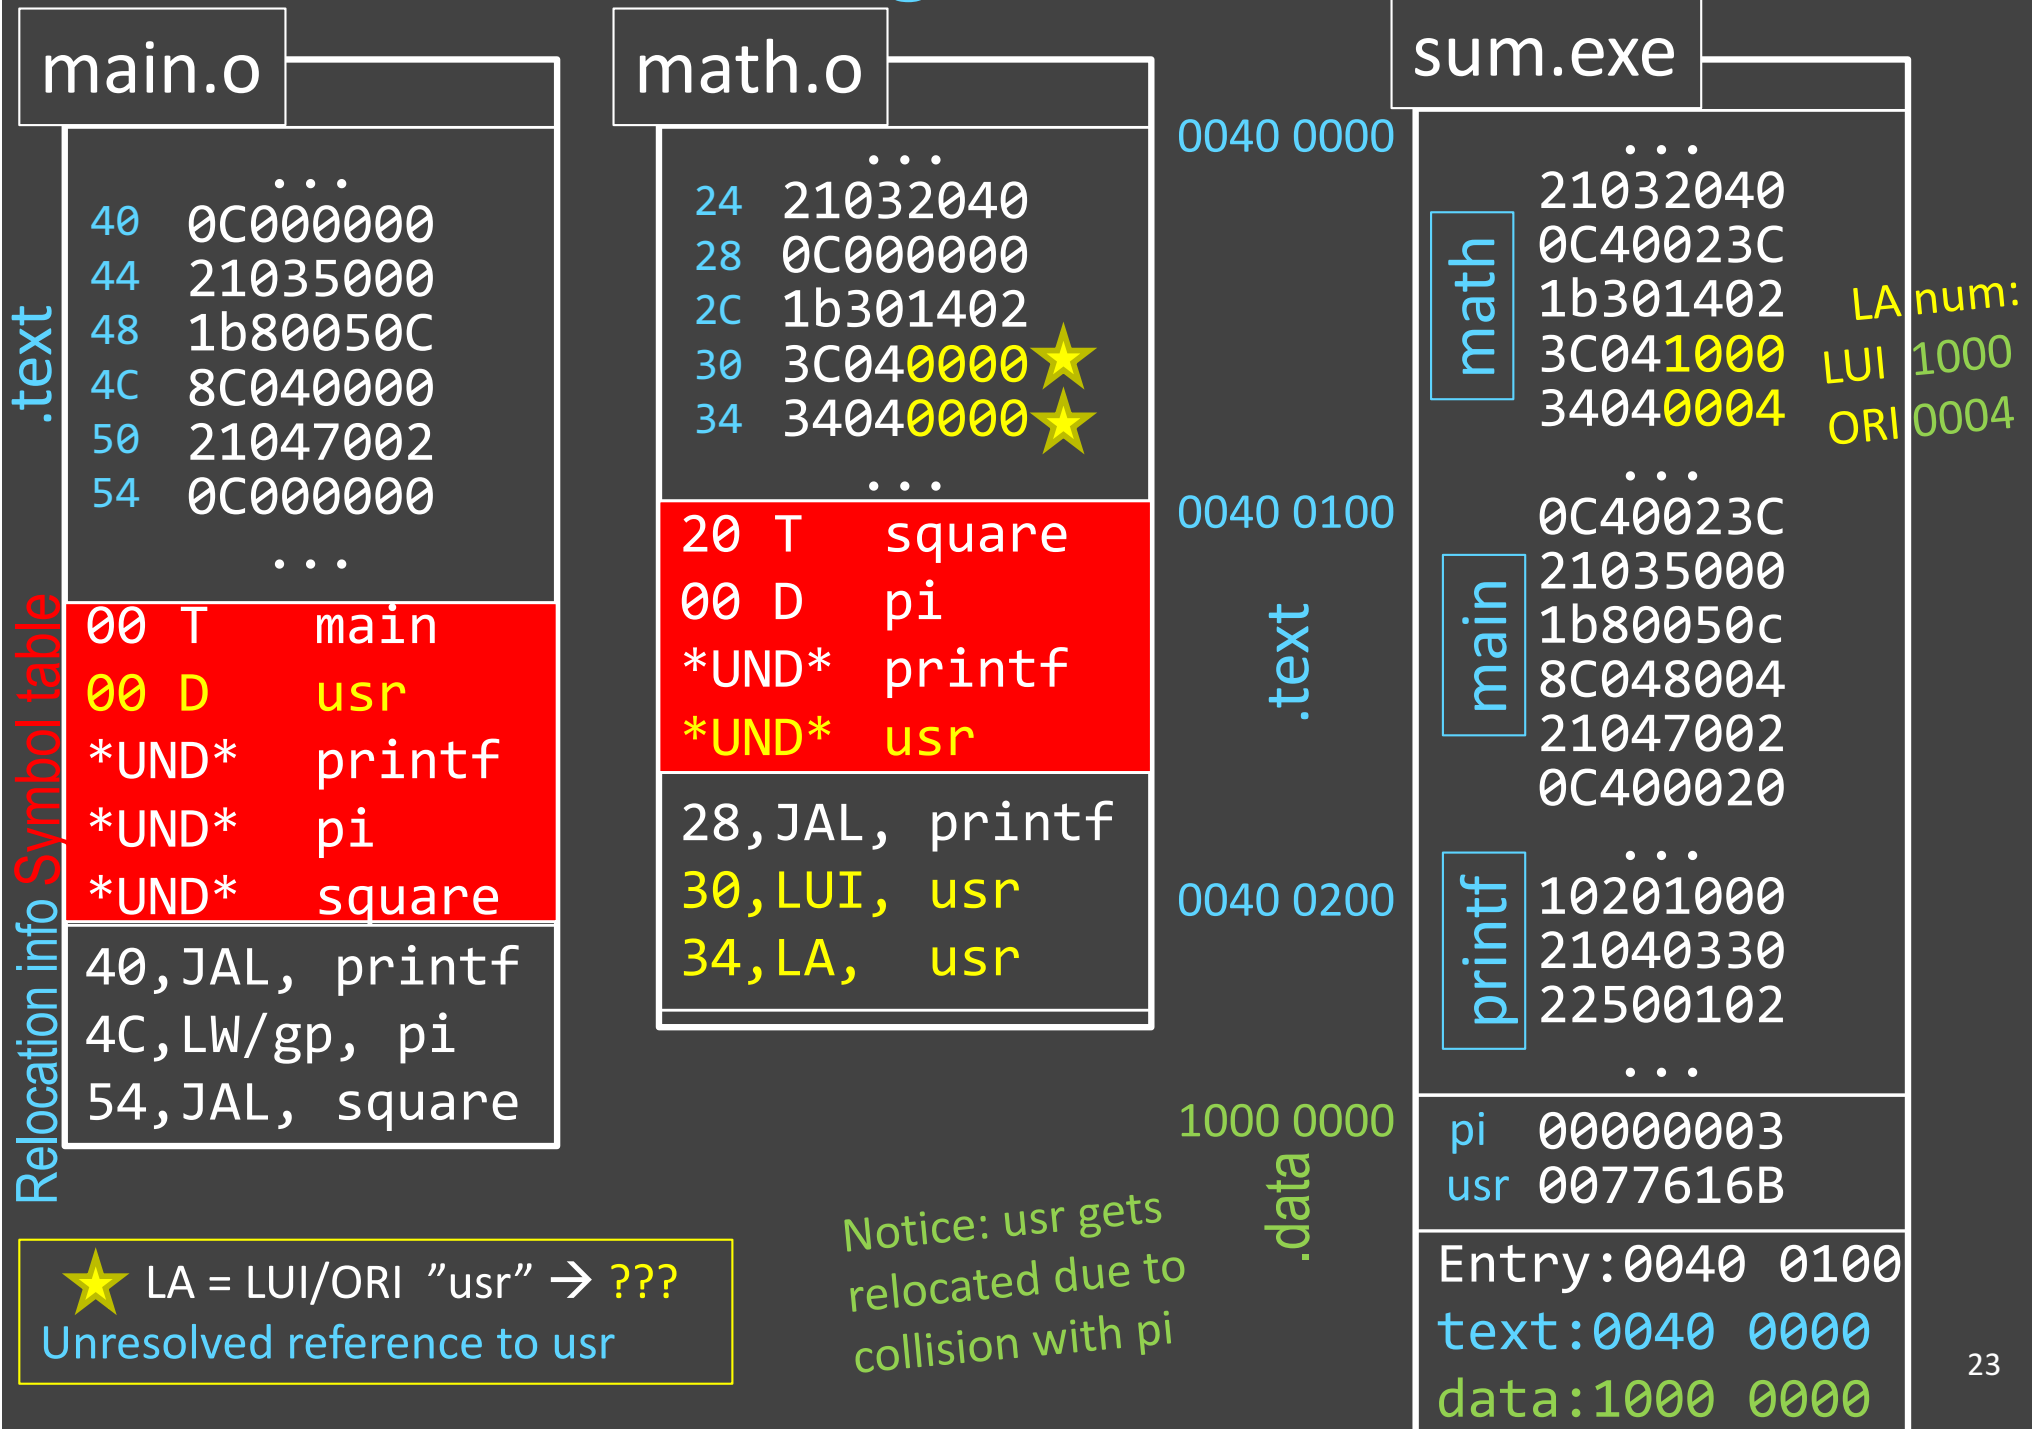 main.o
.text
...
40 0C000000
44 21035000
48 1b80050C
4C 8C040000
50 21047002
54 0C000000
...
Symbol table
00 T main
00 D usr
*UND* printf
*UND* pi
*UND* square
Relocation info
40,JAL, printf
4C,LW/gp, pi
54,JAL, square
LA = LUI/ORI ”usr” → ???
Unresolved reference to usr
math.o
...
24 21032040
28 0C000000
2C 1b301402
30 3C040000
34 34040000
...
20 T square
00 D pi
*UND* printf
*UND* usr
28,JAL, printf
30,LUI, usr
34,LA, usr
Notice: usr gets
relocated due to
collision with pi
0040 0000
0040 0100
.text
0040 0200
1000 0000
.data
sum.exe
...
math
21032040
0C40023C
1b301402
3C041000
34040004
...
main
0C40023C
21035000
1b80050c
8C048004
21047002
0C400020
...
printf
10201000
21040330
22500102
...
pi 00000003
usr 0077616B
Entry:0040 0100
text:0040 0000
data:1000 0000
LA num:
LUI 1000
ORI 0004
23